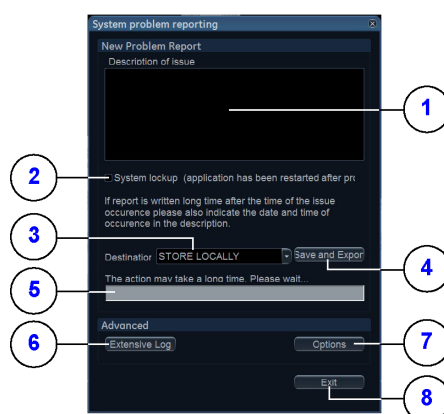 System problem reporting
New Problem Report
Description of issue
1
2
System lockup (application has been restarted after pro
If report is written long time after the time of the issue
occurence please also indicate the date and time of
occurence in the description.
3
Destination STORE LOCALLY Save and Expor
4
The action may take a long time. Please wait...
5
Advanced
6
Extensive Log Options
7
Exit
8